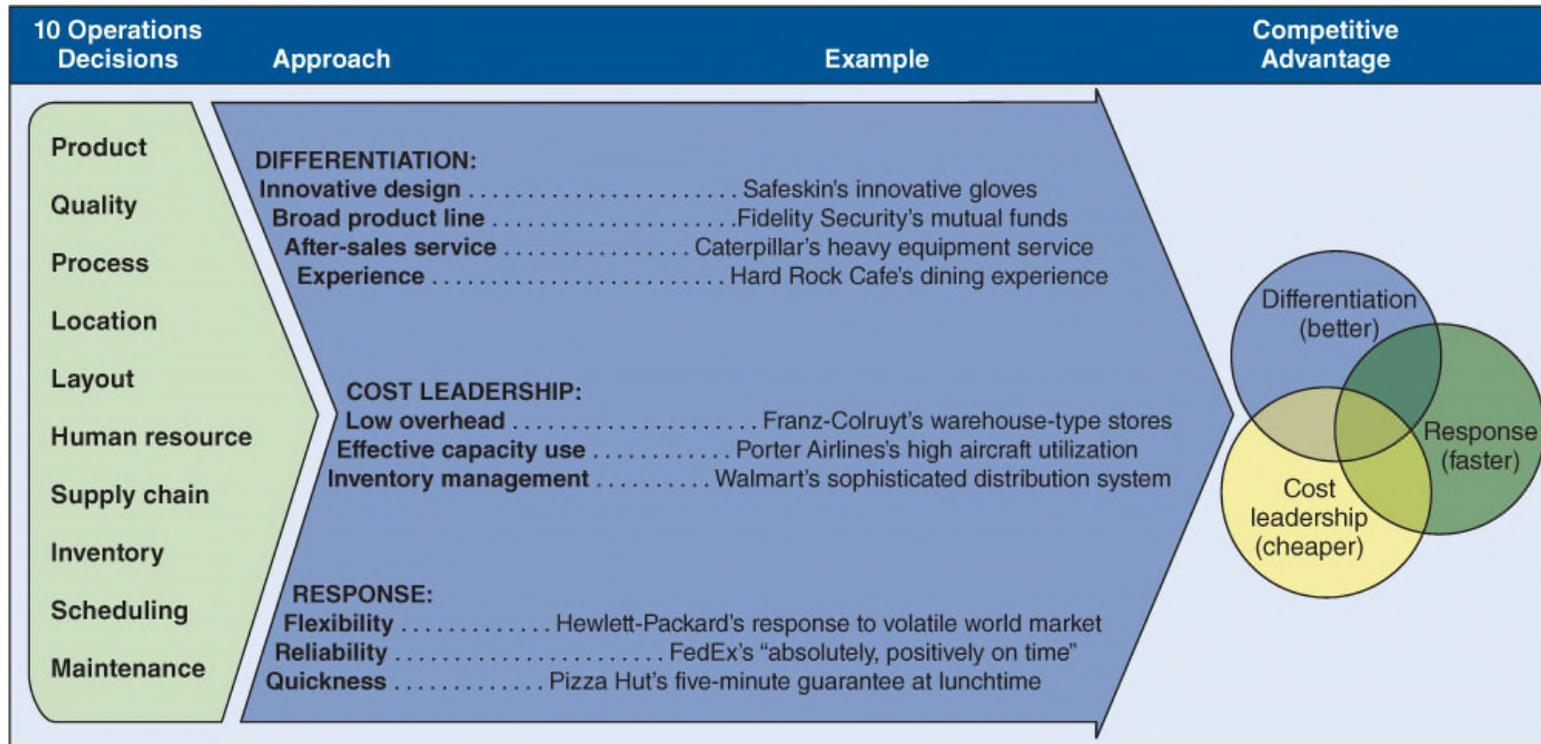 10 Operations
Decisions
Approach
Example
Competitive
Advantage
Product
Quality
Process
Location
Layout
Human resource
Supply chain
Inventory
Scheduling
Maintenance
DIFFERENTIATION:
Innovative design . . . . . . . . . . . . . . . . . . . . . . Safeskin's innovative gloves
Broad product line . . . . . . . . . . . . . . . . . . . .Fidelity Security's mutual funds
After-sales service . . . . . . . . . . . . . . . . Caterpillar's heavy equipment service
Experience . . . . . . . . . . . . . . . . . . . . . . . . Hard Rock Cafe's dining experience
COST LEADERSHIP:
Low overhead . . . . . . . . . . . . . . . . . . . . Franz-Colruyt's warehouse-type stores
Effective capacity use . . . . . . . . . . . Porter Airlines's high aircraft utilization
Inventory management . . . . . . . . . . Walmart's sophisticated distribution system
RESPONSE:
Flexibility . . . . . . . . . . . . . Hewlett-Packard's response to volatile world market
Reliability . . . . . . . . . . . . . . . . . . . . . . . FedEx's “absolutely, positively on time”
Quickness . . . . . . . . . . . . . Pizza Hut's five-minute guarantee at lunchtime
Differentiation
(better)
Response
(faster)
Cost
leadership
(cheaper)